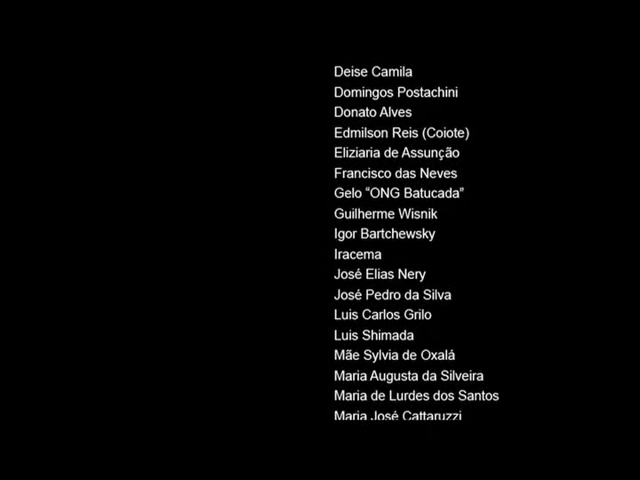 Deise Camila
Domingos Postachini
Donato Alves
Edmilson Reis (Coiote)
Eliziaria de Assunção
Francisco das Neves
Gelo “ONG Batucada”
Guilherme Wisnik
Igor Bartchewsky
Iracema
José Elias Nery
José Pedro da Silva
Luis Carlos Grilo
Luis Shimada
Mãe Sylvia de Oxalá
Maria Augusta da Silveira
Maria de Lurdes dos Santos
Maria José Cattaruzzi